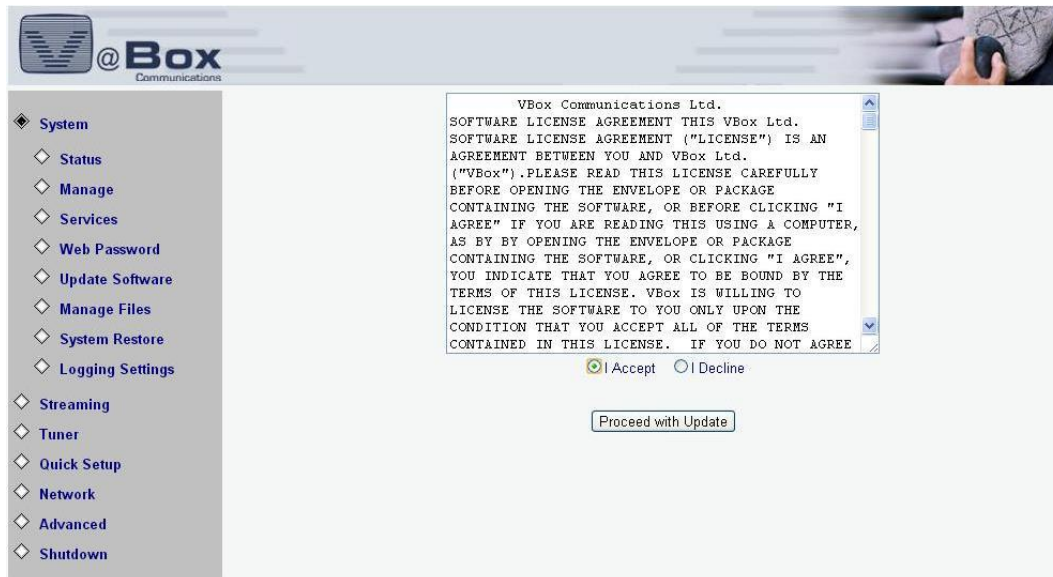 V@Box
Communications
System
Status
Manage
Services
Web Password
Update Software
Manage Files
System Restore
Logging Settings
Streaming
Tuner
Quick Setup
Network
Advanced
Shutdown
VBox Communications Ltd.
SOFTWARE LICENSE AGREEMENT THIS VBox Ltd.
SOFTWARE LICENSE AGREEMENT ("LICENSE") IS AN
AGREEMENT BETWEEN YOU AND VBox Ltd.
("VBox").PLEASE READ THIS LICENSE CAREFULLY
BEFORE OPENING THE ENVELOPE OR PACKAGE
CONTAINING THE SOFTWARE, OR BEFORE CLICKING "I
AGREE" IF YOU ARE READING THIS USING A COMPUTER,
AS BY BY OPENING THE ENVELOPE OR PACKAGE
CONTAINING THE SOFTWARE, OR CLICKING "I AGREE",
YOU INDICATE THAT YOU AGREE TO BE BOUND BY THE
TERMS OF THIS LICENSE. VBox IS WILLING TO
LICENSE THE SOFTWARE TO YOU ONLY UPON THE
CONDITION THAT YOU ACCEPT ALL OF THE TERMS
CONTAINED IN THIS LICENSE.  IF YOU DO NOT AGREE
I Accept I Decline
Proceed with Update